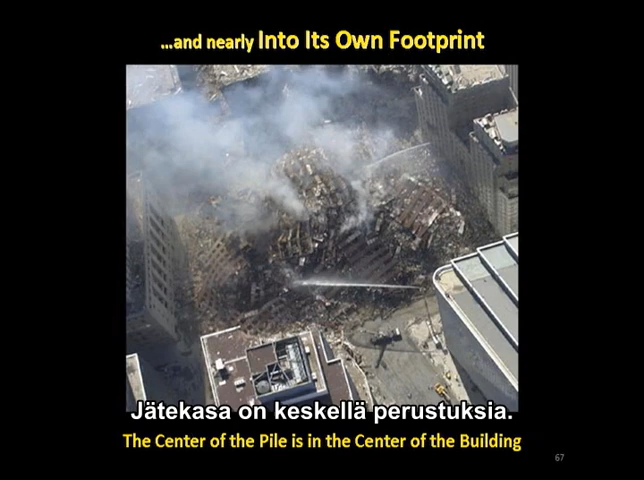 ...and nearly Into Its Own Footprint
Jätekasa on keskellä perustuksia.
The Center of the Pile is in the Center of the Building
67